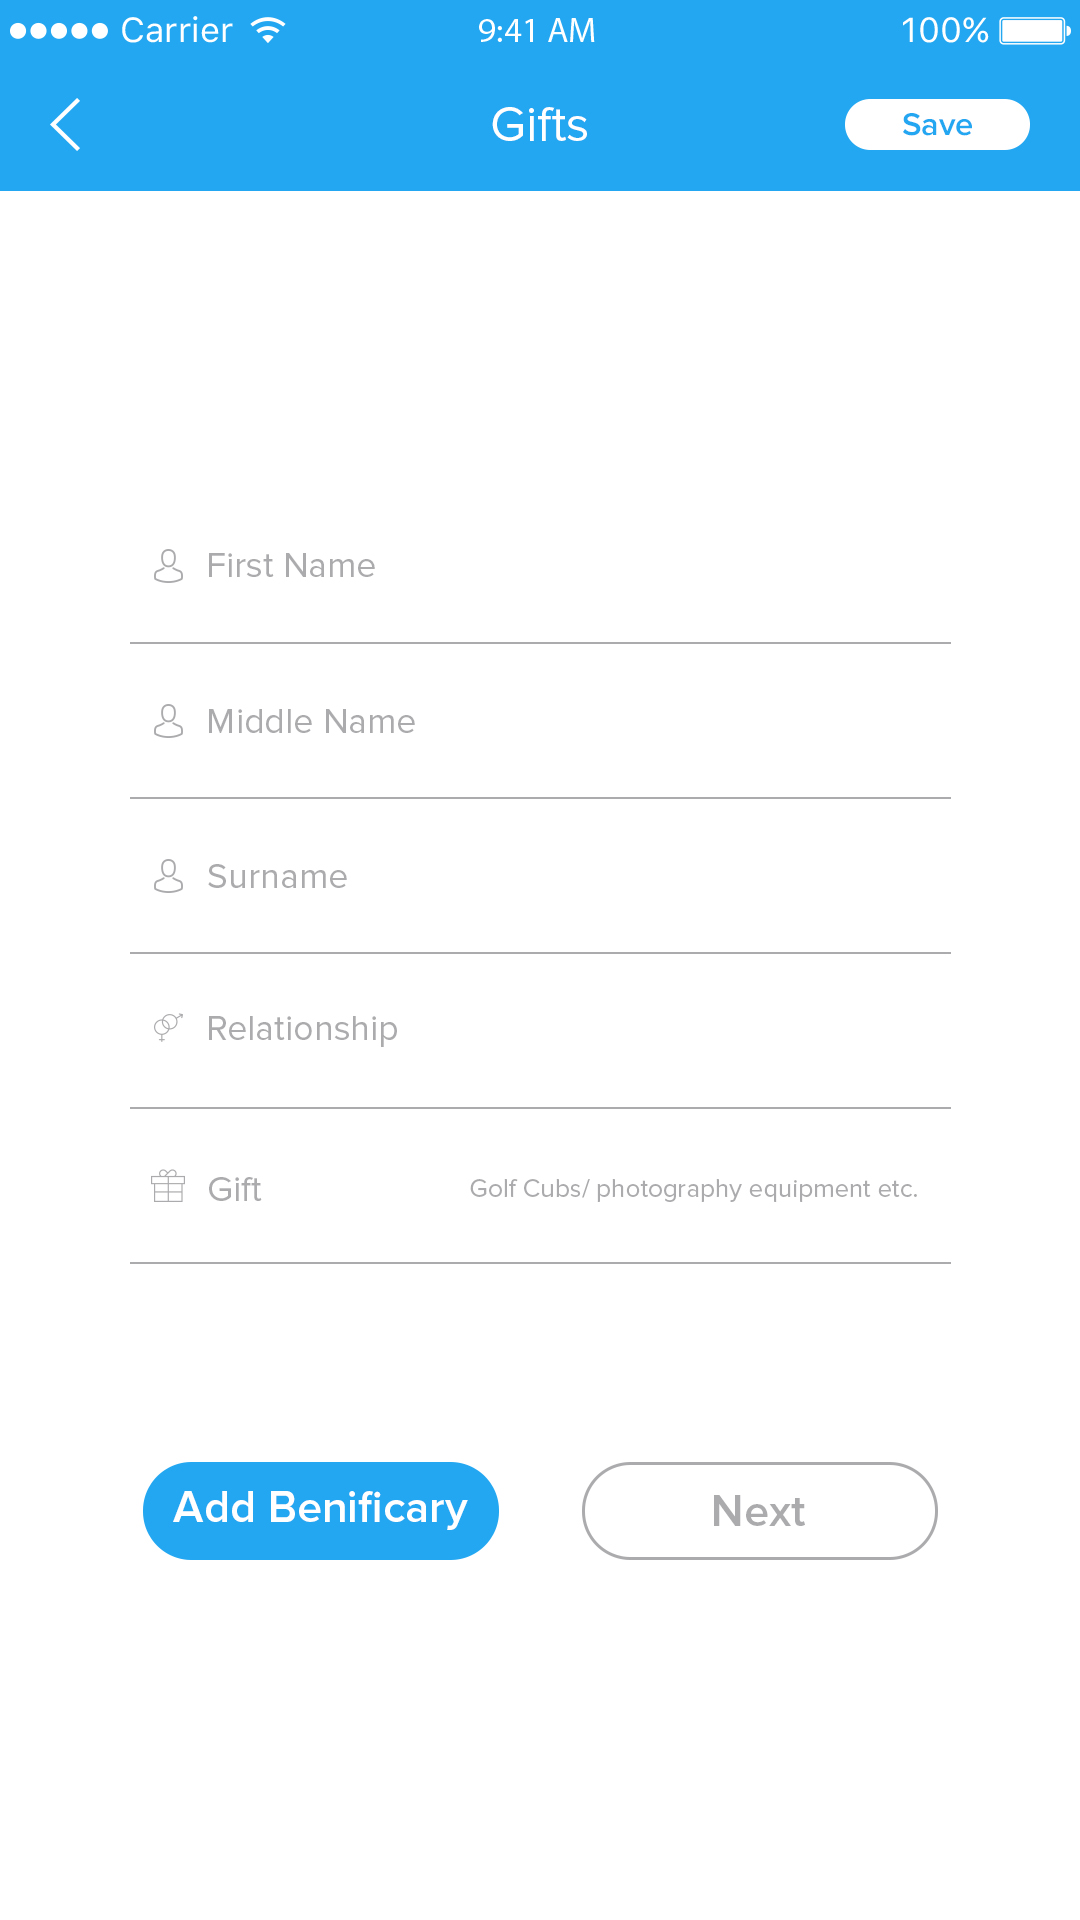 Carrier 9:41 AM 100%
Gifts Save
First Name
Middle Name
Surname
Relationship
Gift Golf Cubs/ photography equipment etc.
Add Benificary Next